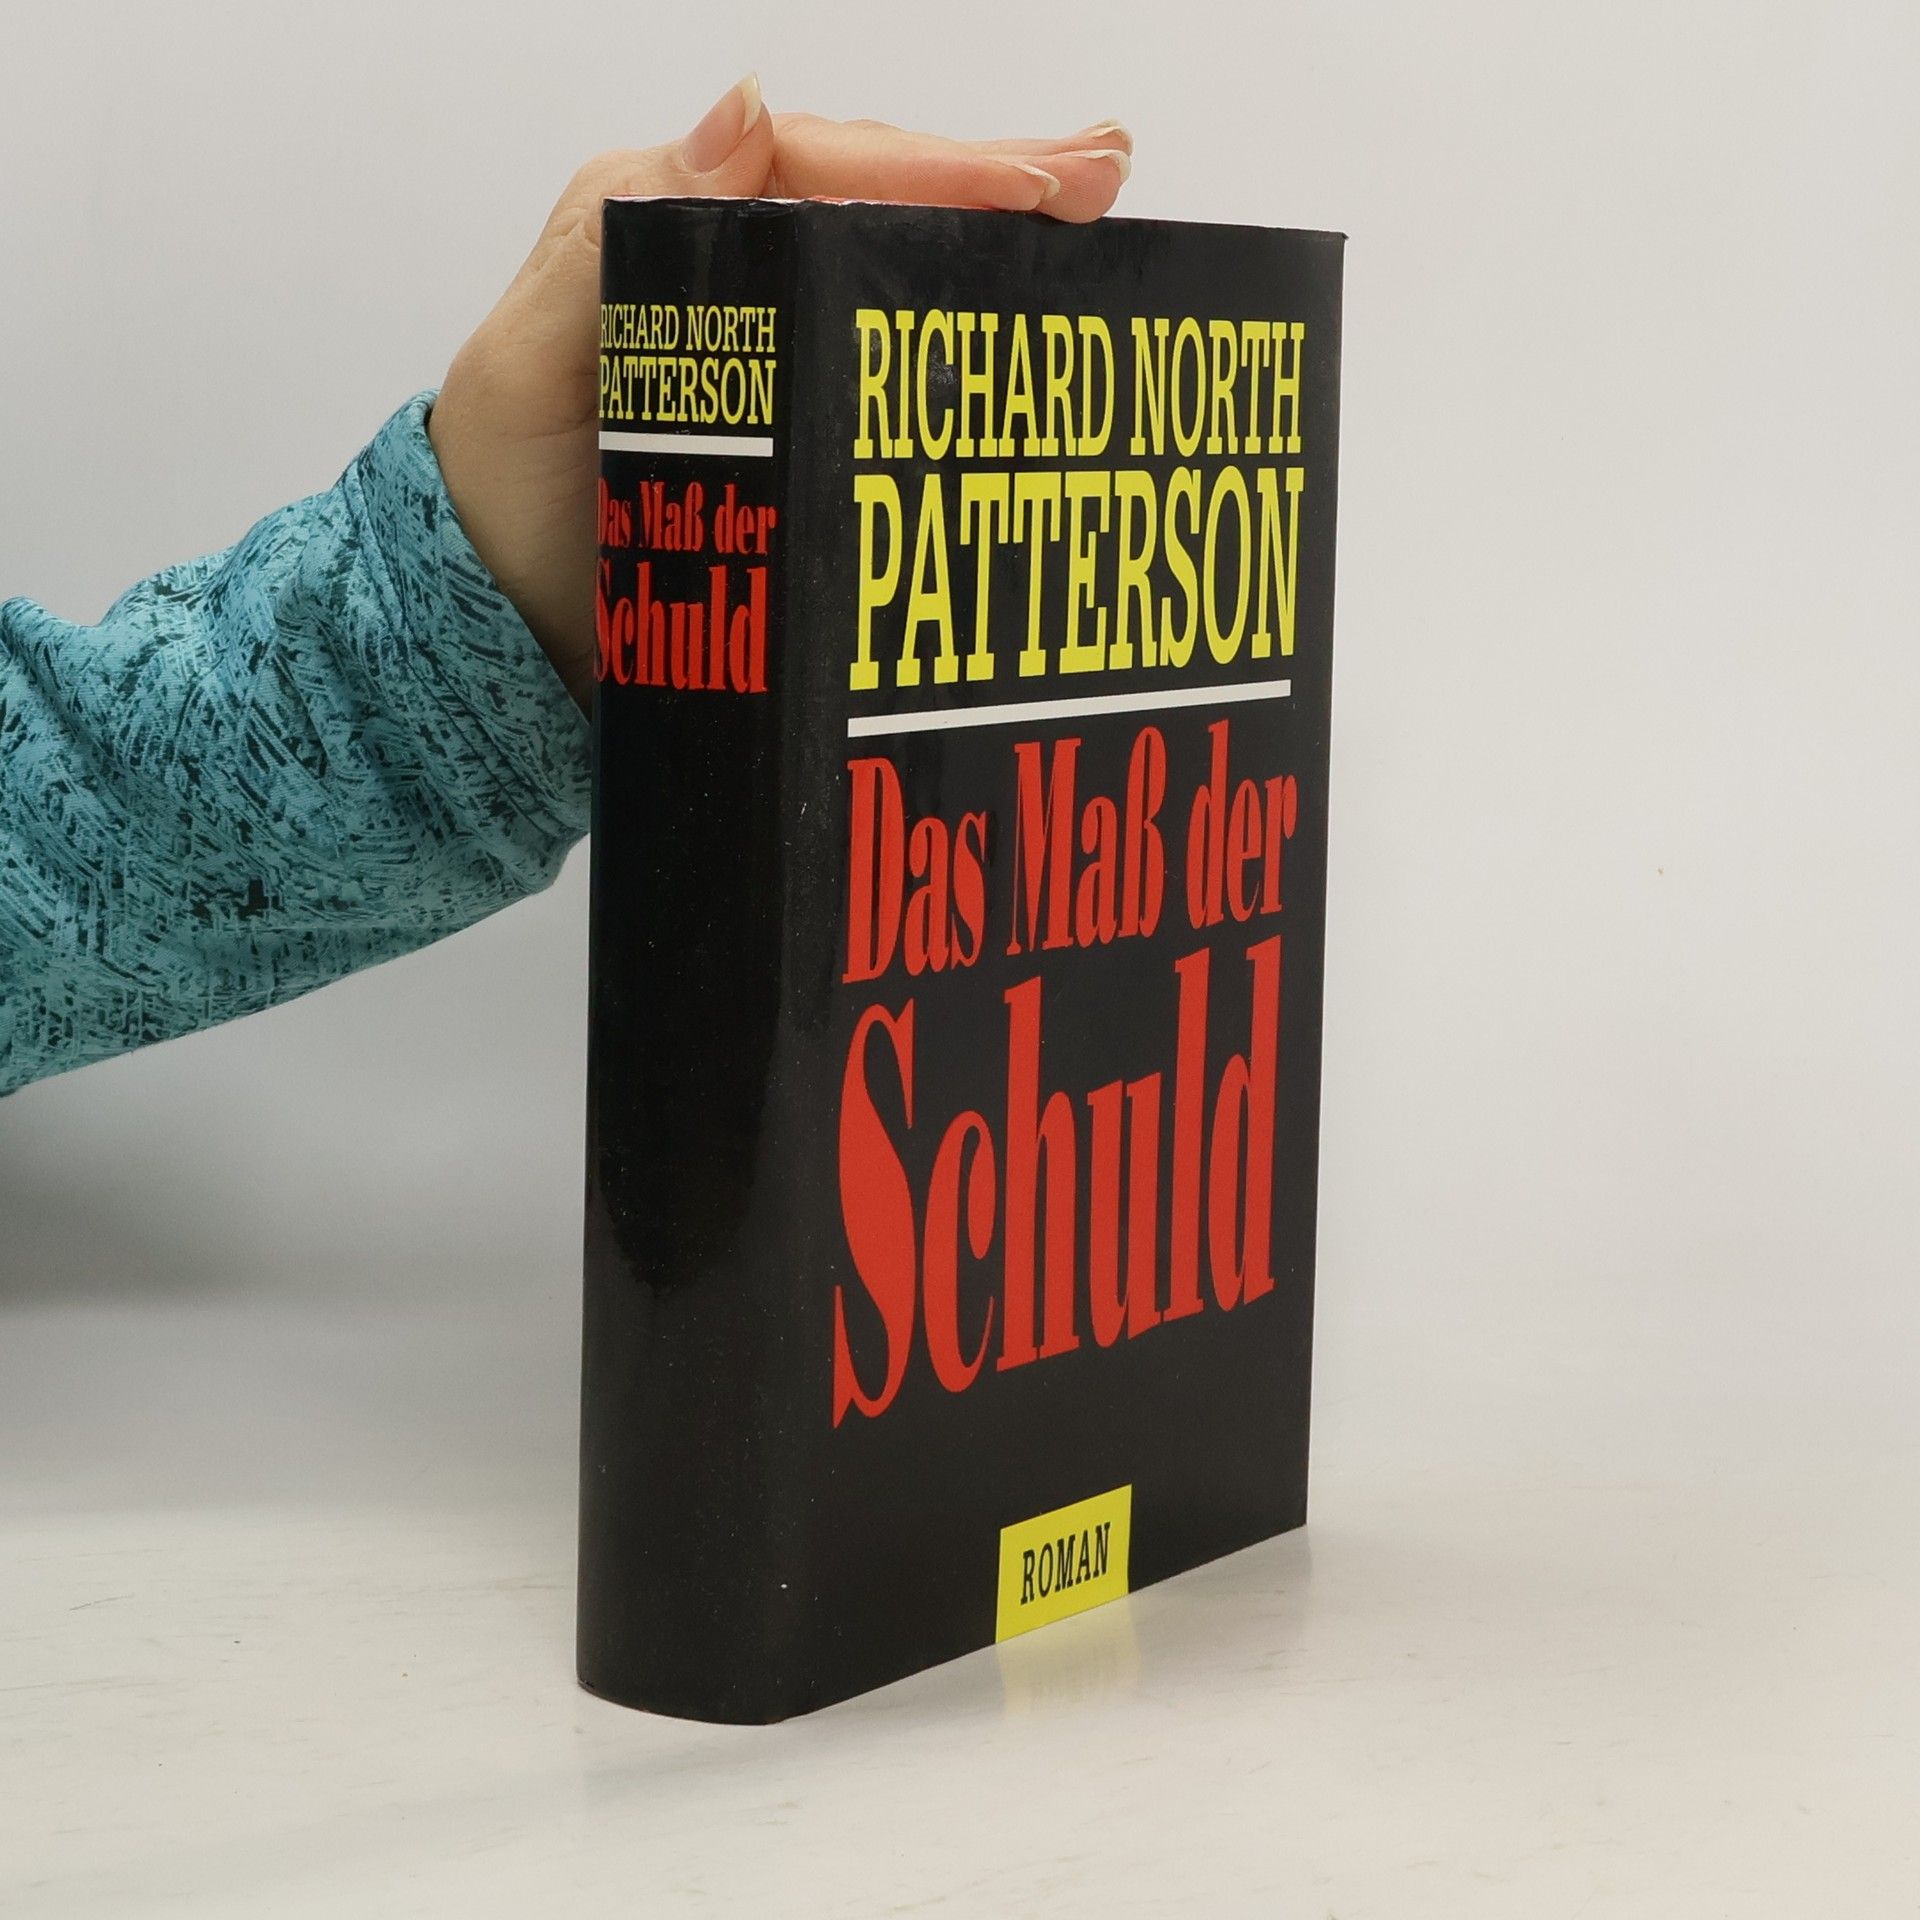 RICHARD NORTH
PATTERSON
Das Maß der
Schuld
RICHARD NORTH
PATTERSON
Das Maß der
Schuld
ROMAN